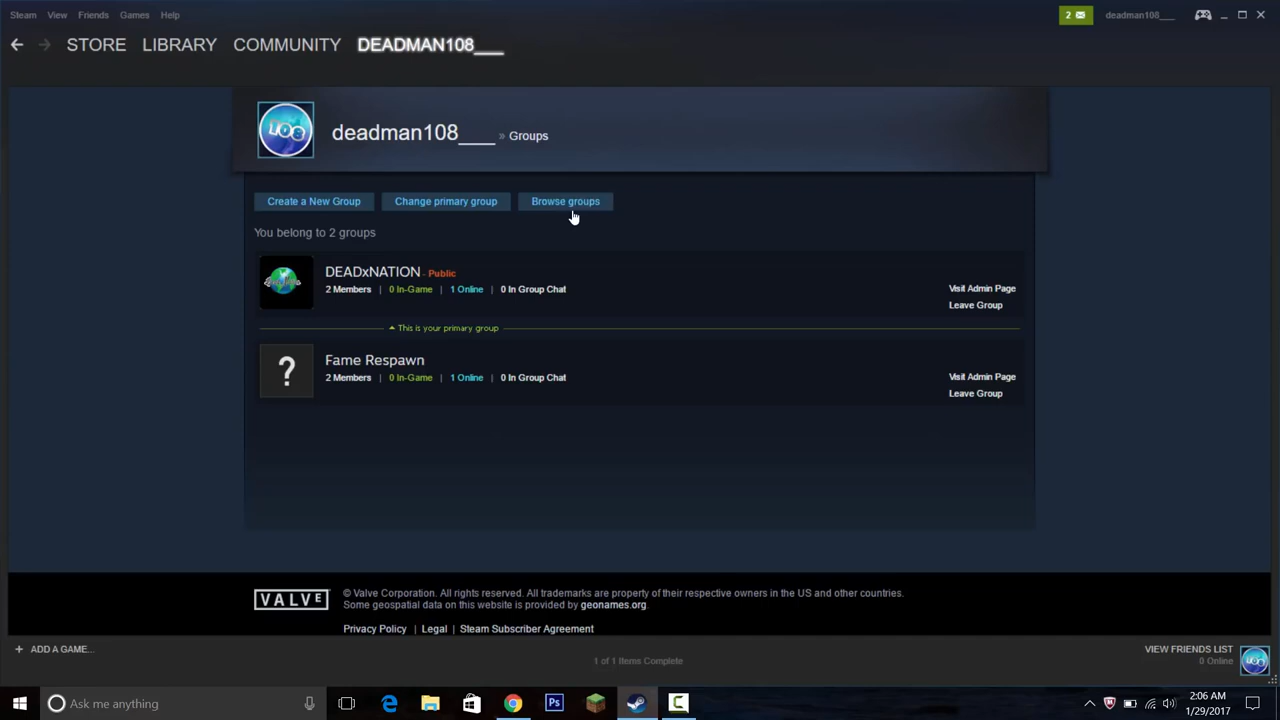 Steam View Friends Games Help
2
deadman108___
STORE LIBRARY COMMUNITY DEADMAN108___
108
deadman108____ » Groups
Create a New Group Change primary group Browse groups
You belong to 2 groups
DEADxNATION - Public
2 Members | 0 In-Game | 1 Online | 0 In Group Chat
Visit Admin Page
Leave Group
This is your primary group
?
Fame Respawn
2 Members | 0 In-Game | 1 Online | 0 In Group Chat
Visit Admin Page
Leave Group
VALVE
© Valve Corporation. All rights reserved. All trademarks are property of their respective owners in the US and other countries.
Some geospatial data on this website is provided by geonames.org.
Privacy Policy | Legal | Steam Subscriber Agreement
+ ADD A GAME...
1 of 1 Items Complete
VIEW FRIENDS LIST
0 Online
Ask me anything
Ps
2:06 AM
1/29/2017